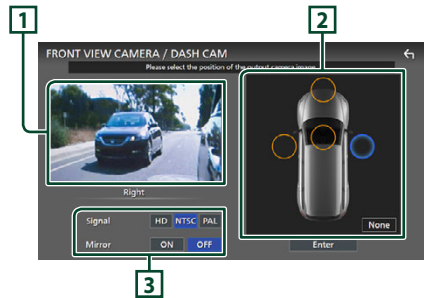 1
2
FRONT VIEW CAMERA / DASH CAM
Please select the position of the output camera image.
Right
Signal HD NTSC PAL
Mirror ON OFF
None
Enter
3